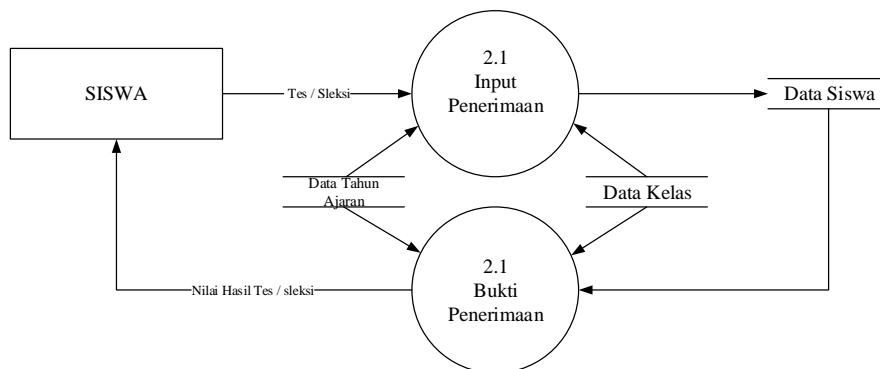 2.1
Input
Penerimaan
SISWA
Tes / Sleksi
Data Siswa
Data Tahun
Ajaran
Data Kelas
2.1
Bukti
Penerimaan
Nilai Hasil Tes / sleksi